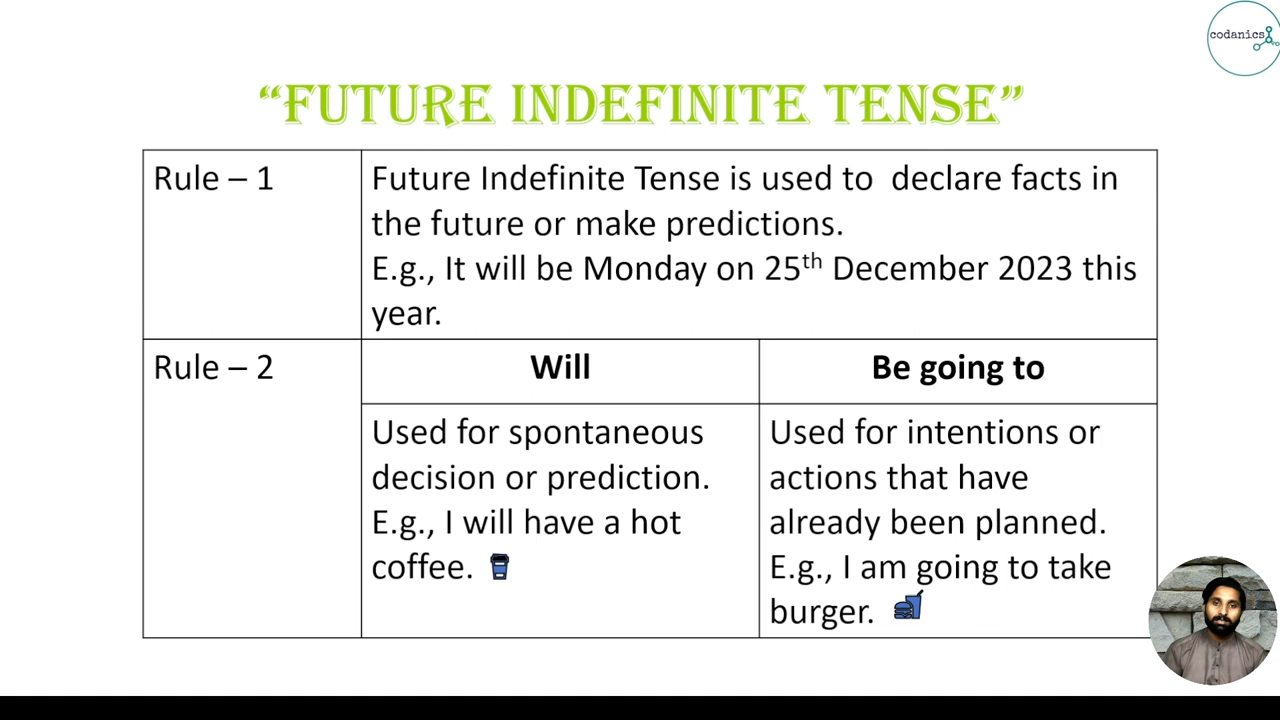 codanics
“FUTURE INDEFINITE TENSE”
Rule – 1
Future Indefinite Tense is used to declare facts in
the future or make predictions.
E.g., It will be Monday on 25th December 2023 this
year.
Rule – 2
Will
Be going to
Used for spontaneous
decision or prediction.
E.g., I will have a hot
coffee.
Used for intentions or
actions that have
already been planned.
E.g., I am going to take
burger.